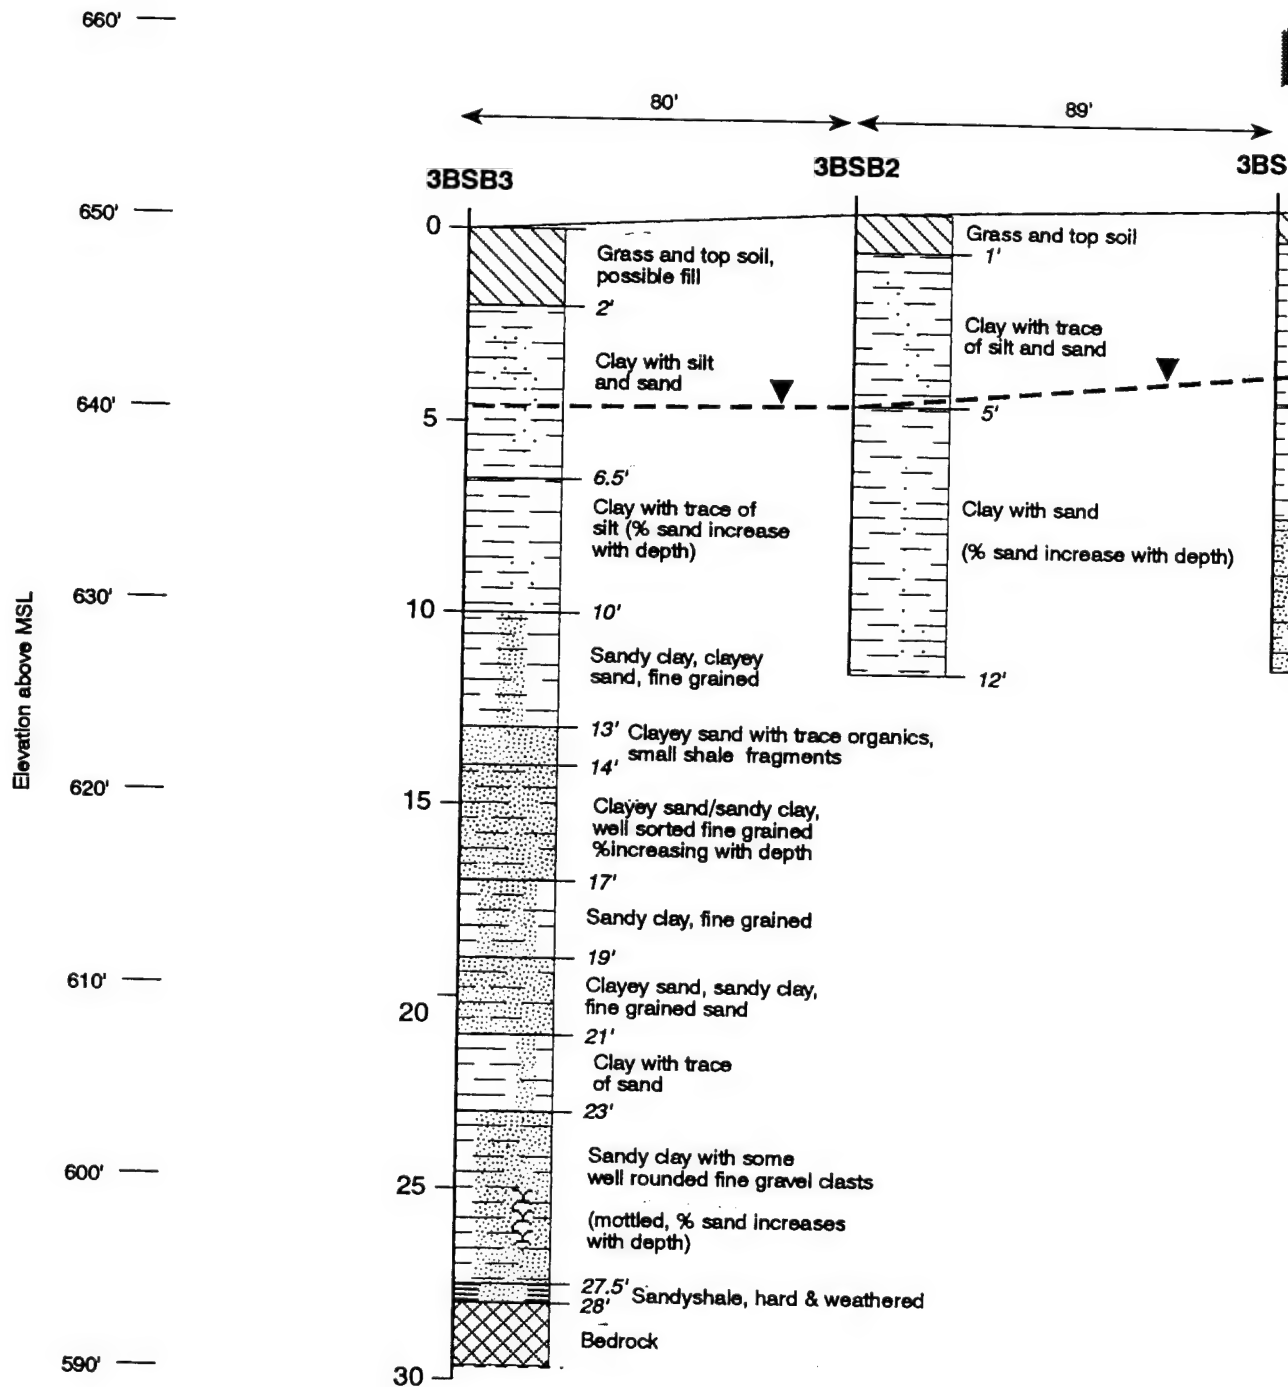 660'
80'
89'
3BSB3
3BSB2
3BS
650'
0
Grass and top soil,
possible fill
2'
Grass and top soil
1'
Clay with silt
and sand
Clay with trace
of silt and sand
640'
5
5'
6.5'
Clay with trace of
silt (% sand increase
with depth)
Clay with sand
(% sand increase with depth)
Elevation above MSL
630'
10
10'
Sandy clay, clayey
sand, fine grained
12'
13'
Clayey sand with trace organics,
small shale fragments
14'
620'
15
Clayey sand/sandy clay,
well sorted fine grained
%increasing with depth
17'
Sandy clay, fine grained
19'
610'
20
Clayey sand, sandy clay,
fine grained sand
21'
Clay with trace
of sand
23'
600'
25
Sandy clay with some
well rounded fine gravel clasts
(mottled, % sand increases
with depth)
27.5'
Sandyshale, hard & weathered
28'
Bedrock
590'
30